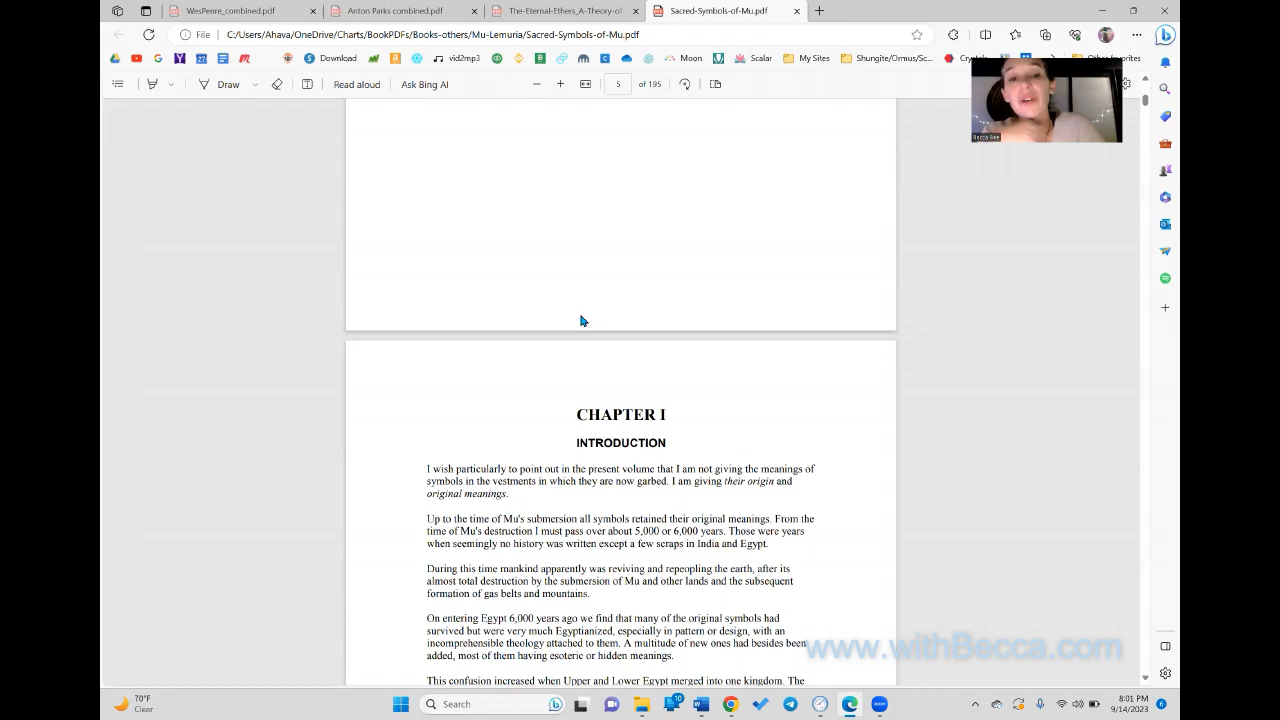 WesPenre_combined.pdf
Anton Parks combined.pdf
The-Eternal-Ethers_A-Theory-of
Sacred-Symbols-of-Mu.pdf
File
C:/Users/Ahava/OneDrive/Charts/BookPDFs/Books-others/Mu-Lemuria/Sacred-Symbols-of-Mu.pdf
Download
vid2mp3
Moon
Scalar
My Sites
Shungite/Ormus/Sc...
Other favorites
Draw
Read aloud
Ask Bing AI
5 of 195
Becca Bee
CHAPTER I
INTRODUCTION
I wish particularly to point out in the present volume that I am not giving the meanings of
symbols in the vestments in which they are now garbed. I am giving their origin and
original meanings.
Up to the time of Mu's submersion all symbols retained their original meanings. From the
time of Mu's destruction I must pass over about 5,000 or 6,000 years. Those were years
when seemingly no history was written except a few scraps in India and Egypt.
During this time mankind apparently was reviving and repeopling the earth, after its
almost total destruction by the submersion of Mu and other lands and the subsequent
formation of gas belts and mountains.
On entering Egypt 6,000 years ago we find that many of the original symbols had
survived but were very much Egyptianized, especially in pattern or design, with an
incomprehensible theology attached to them. A multitude of new ones had besides been
added, most of them having esoteric or hidden meanings.
This confusion increased when Upper and Lower Egypt merged into one kingdom. The
www.withBecca.com
70°F
Clear
Search
10
8:01 PM
9/14/2023
6